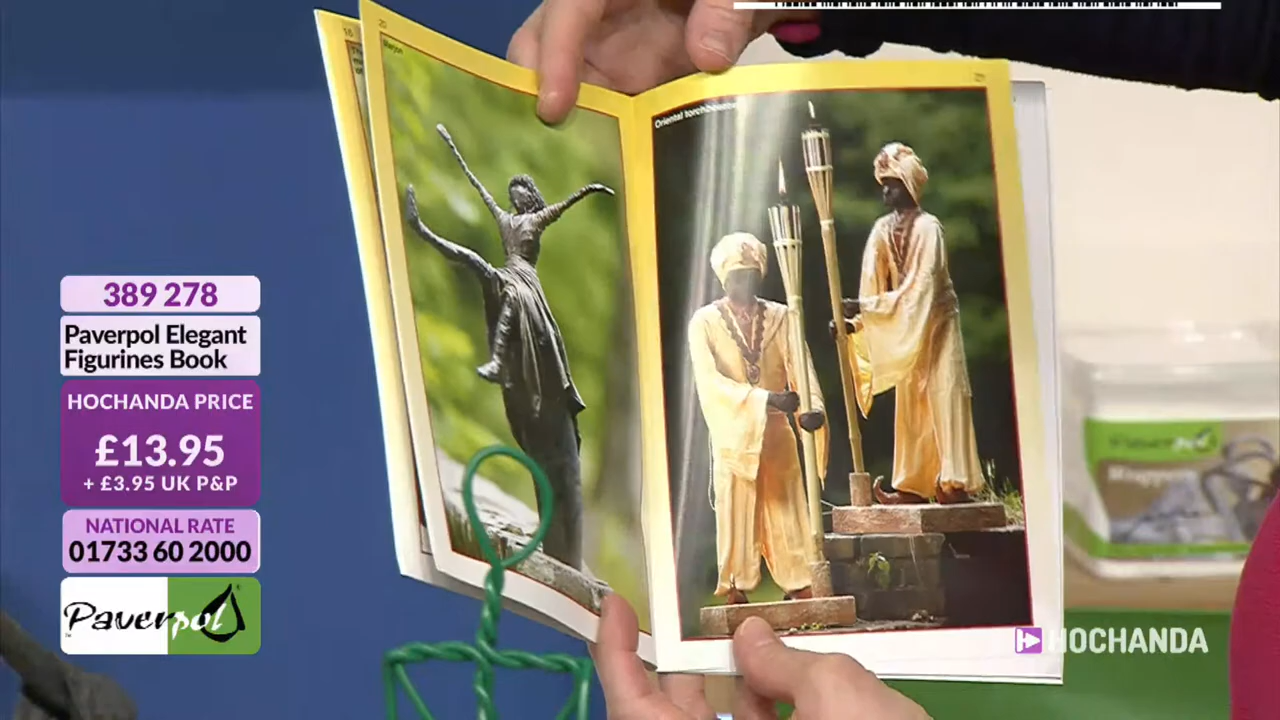 389 278
Paverpol Elegant
Figurines Book
HOCHANDA PRICE
£13.95
+ £3.95 UK P&P
NATIONAL RATE
01733 60 2000
Paverpol
Oriental torchbearers
Paverpol
HOCHANDA